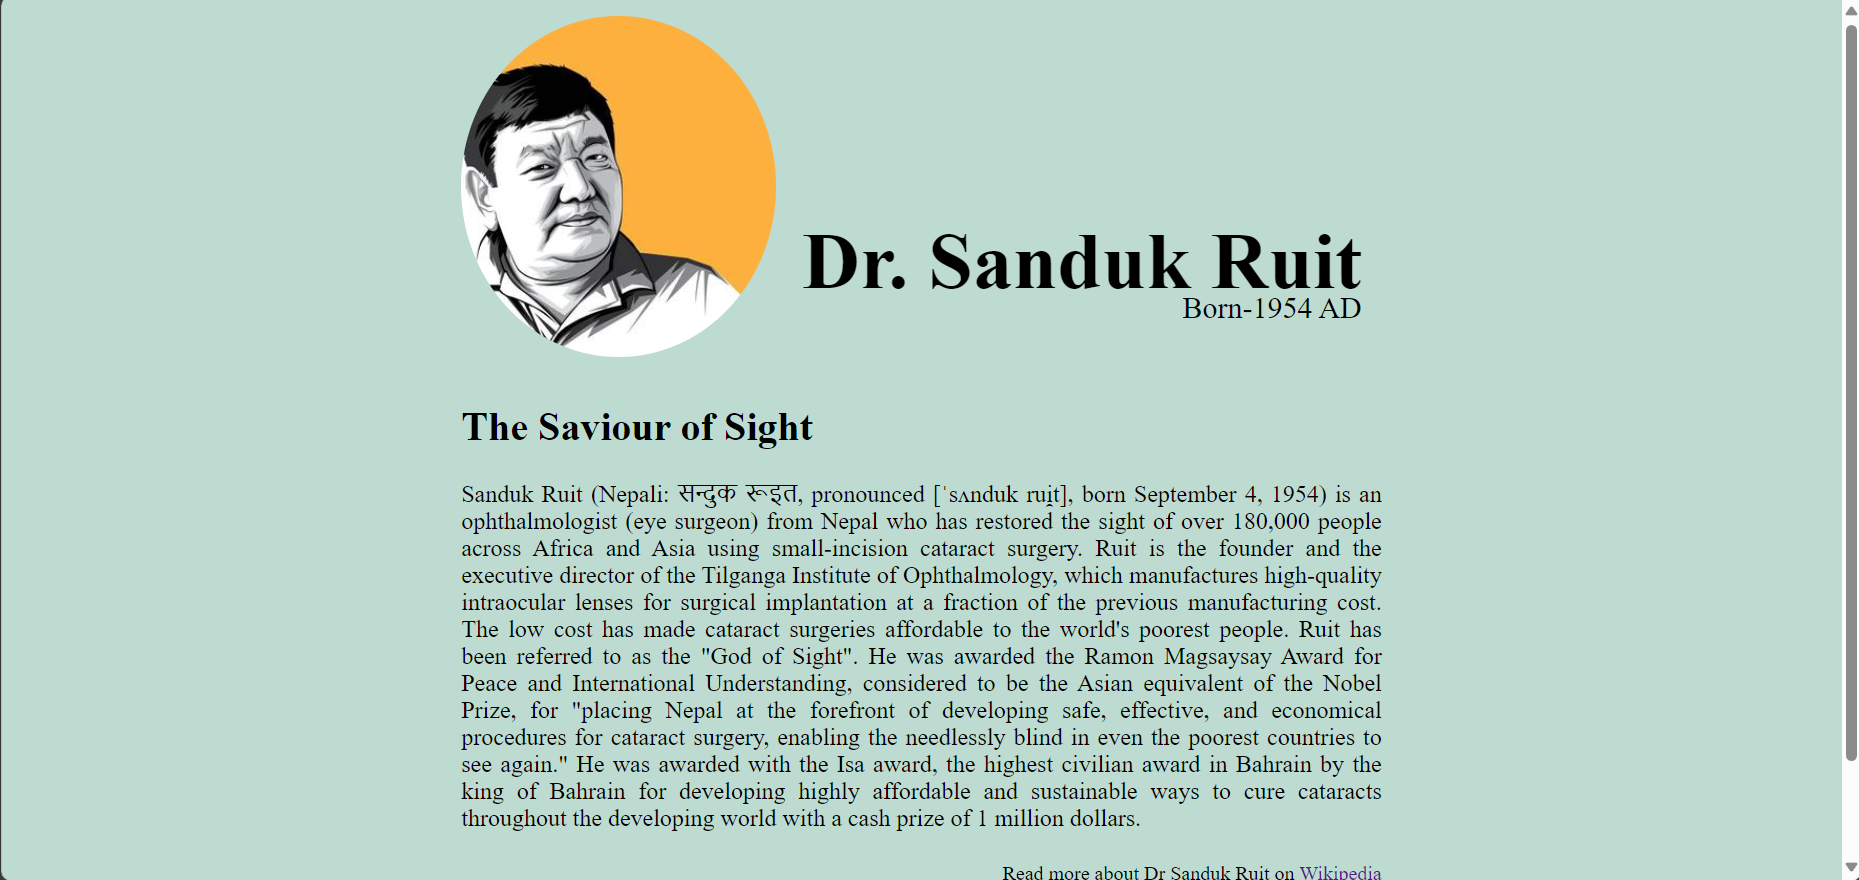 Dr. Sanduk Ruit
Born-1954 AD
The Saviour of Sight
Sanduk Ruit (Nepali: सन्दुक रूइत, pronounced [ˈsʌnduk rui̯t], born September 4, 1954) is an
ophthalmologist (eye surgeon) from Nepal who has restored the sight of over 180,000 people
across Africa and Asia using small-incision cataract surgery. Ruit is the founder and the
executive director of the Tilganga Institute of Ophthalmology, which manufactures high-quality
intraocular lenses for surgical implantation at a fraction of the previous manufacturing cost.
The low cost has made cataract surgeries affordable to the world's poorest people. Ruit has
been referred to as the "God of Sight". He was awarded the Ramon Magsaysay Award for
Peace and International Understanding, considered to be the Asian equivalent of the Nobel
Prize, for "placing Nepal at the forefront of developing safe, effective, and economical
procedures for cataract surgery, enabling the needlessly blind in even the poorest countries to
see again." He was awarded with the Isa award, the highest civilian award in Bahrain by the
king of Bahrain for developing highly affordable and sustainable ways to cure cataracts
throughout the developing world with a cash prize of 1 million dollars.
Read more about Dr Sanduk Ruit on Wikipedia